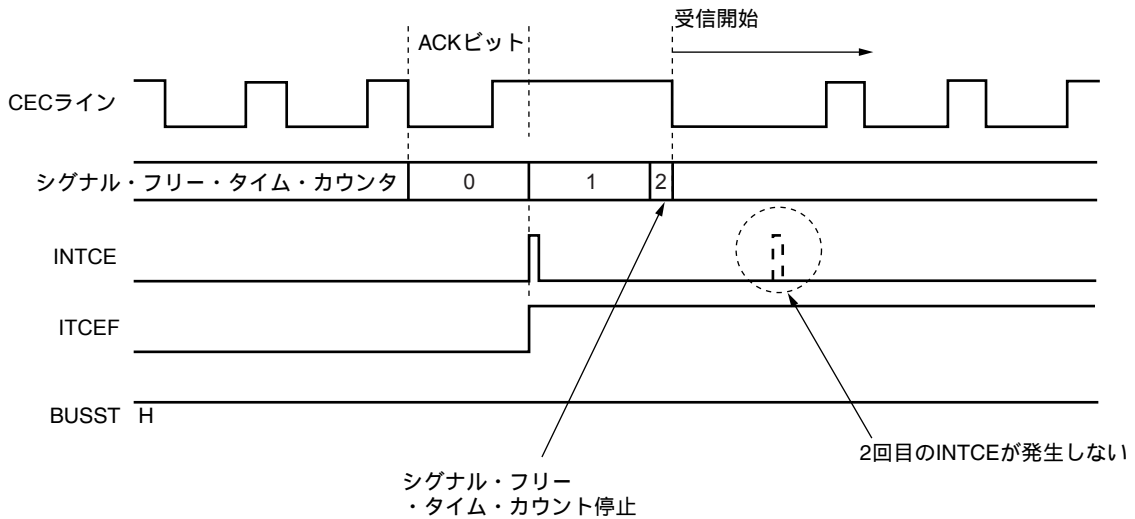 受信開始
ACKビット
CECライン
シグナル・フリー・タイム・カウンタ 0 1 2
INTCE
ITCEF
BUSST H
2回目のINTCEが発生しない
シグナル・フリー
・タイム・カウント停止